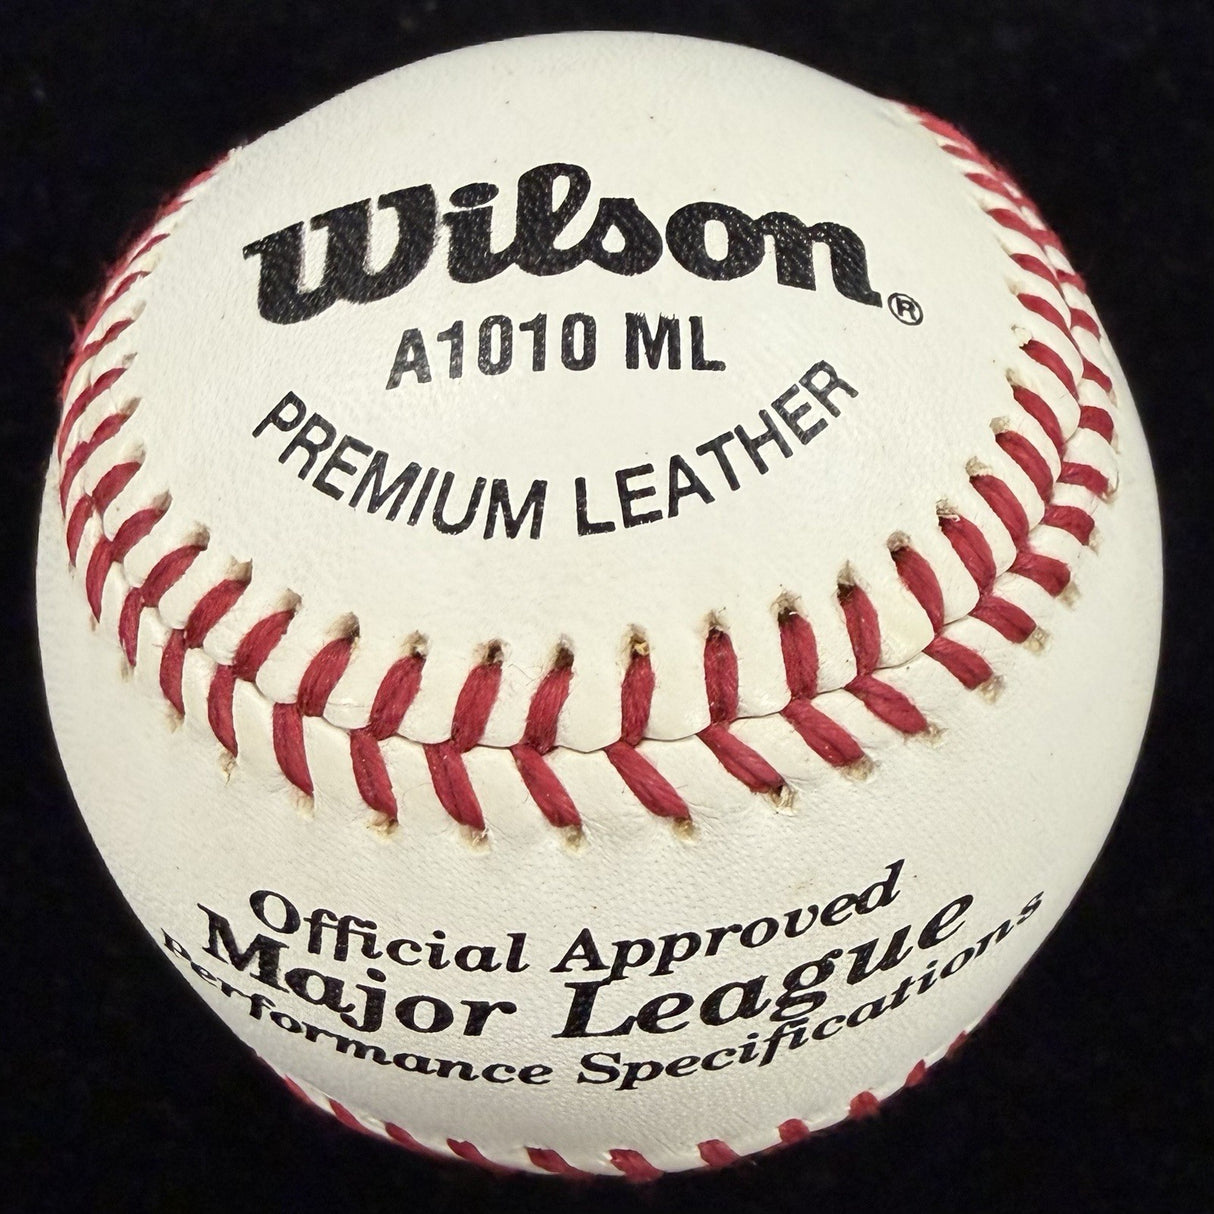 Wilson®
A1010 ML
PREMIUM LEATHER
Official Approved
Major League
Performance Specifications